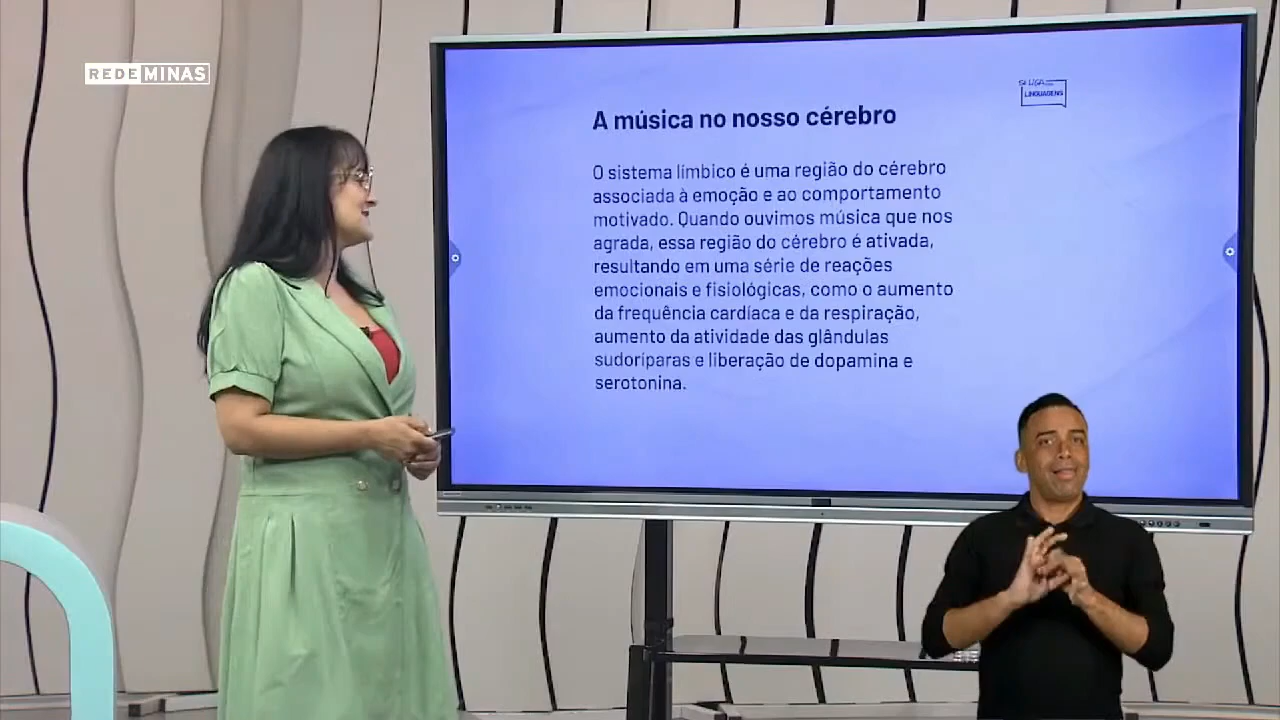 REDE MINAS
SE LIGA
LINGUAGENS
A música no nosso cérebro
O sistema límbico é uma região do cérebro
associada à emoção e ao comportamento
motivado. Quando ouvimos música que nos
agrada, essa região do cérebro é ativada,
resultando em uma série de reações
emocionais e fisiológicas, como o aumento
da frequência cardíaca e da respiração,
aumento da atividade das glândulas
sudoríparas e liberação de dopamina e
serotonina.